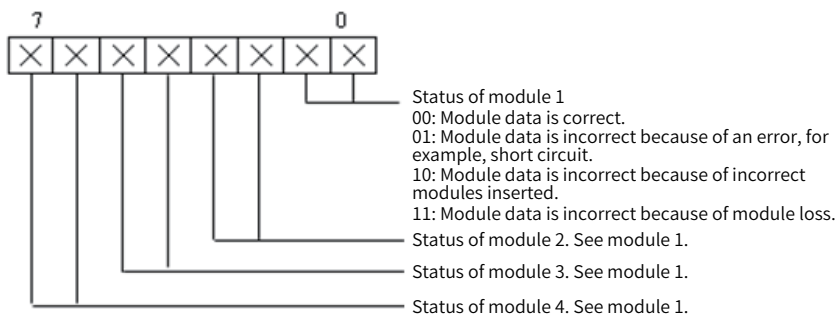 7 0
Status of module 1
00: Module data is correct.
01: Module data is incorrect because of an error, for
example, short circuit.
10: Module data is incorrect because of incorrect
modules inserted.
11: Module data is incorrect because of module loss.
Status of module 2. See module 1.
Status of module 3. See module 1.
Status of module 4. See module 1.